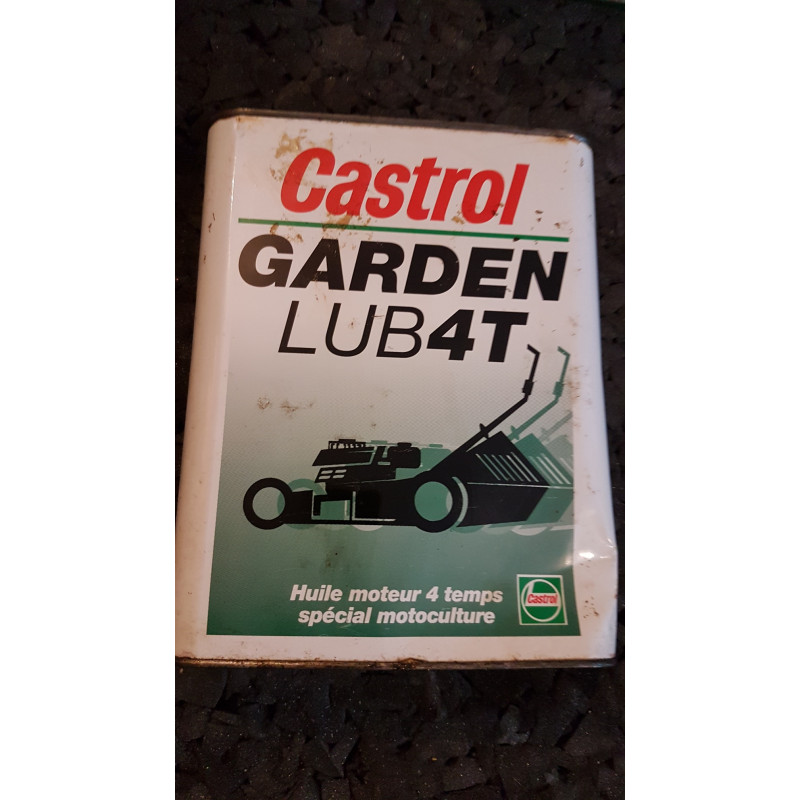 Castrol
GARDEN
LUB4T
Huile moteur 4 temps
spécial motoculture
Castrol